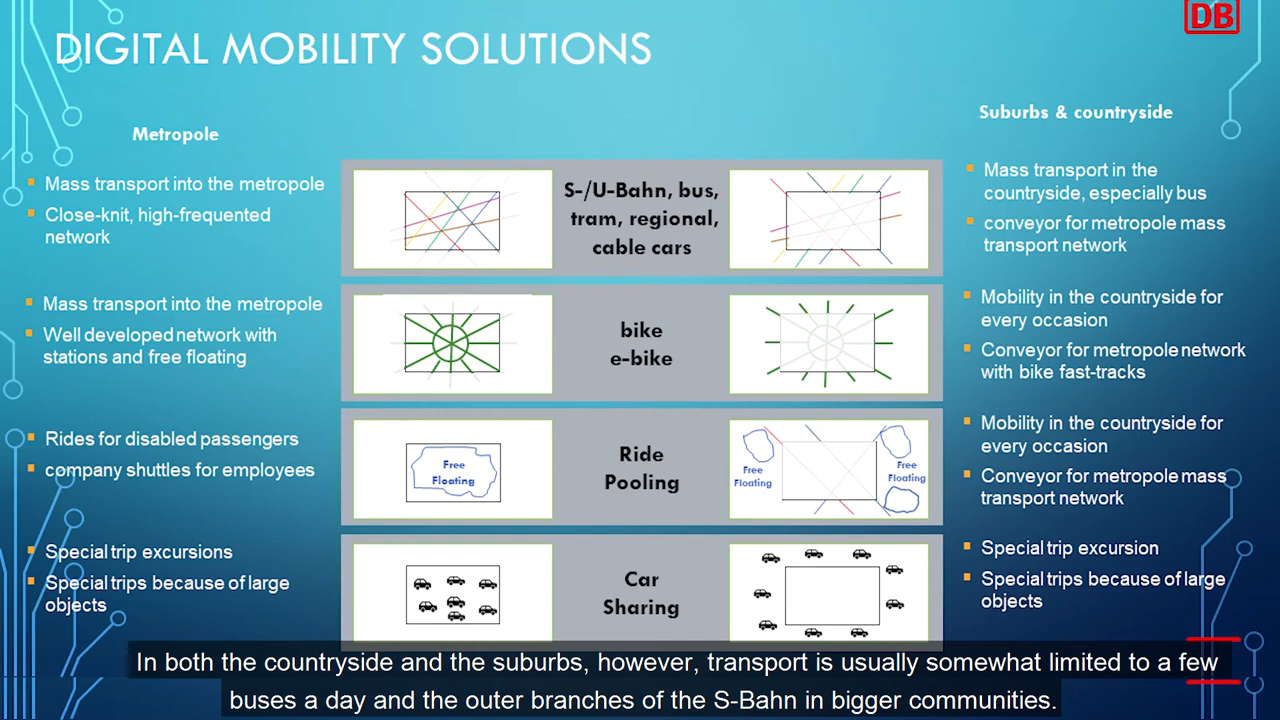 DB
DIGITAL MOBILITY SOLUTIONS
Metropole
Mass transport into the metropole
Close-knit, high-frequented
network
Mass transport into the metropole
Well developed network with
stations and free floating
Rides for disabled passengers
company shuttles for employees
Special trip excursions
Special trips because of large
objects
S-/U-Bahn, bus,
tram, regional,
cable cars
bike
e-bike
Free
Floating
Ride
Pooling
Free
Floating
Free
Floating
Car
Sharing
Suburbs & countryside
Mass transport in the
countryside, especially bus
conveyor for metropole mass
transport network
Mobility in the countryside for
every occasion
Conveyor for metropole network
with bike fast-tracks
Mobility in the countryside for
every occasion
Conveyor for metropole mass
transport network
Special trip excursion
Special trips because of large
objects
In both the countryside and the suburbs, however, transport is usually somewhat limited to a few
buses a day and the outer branches of the S-Bahn in bigger communities.